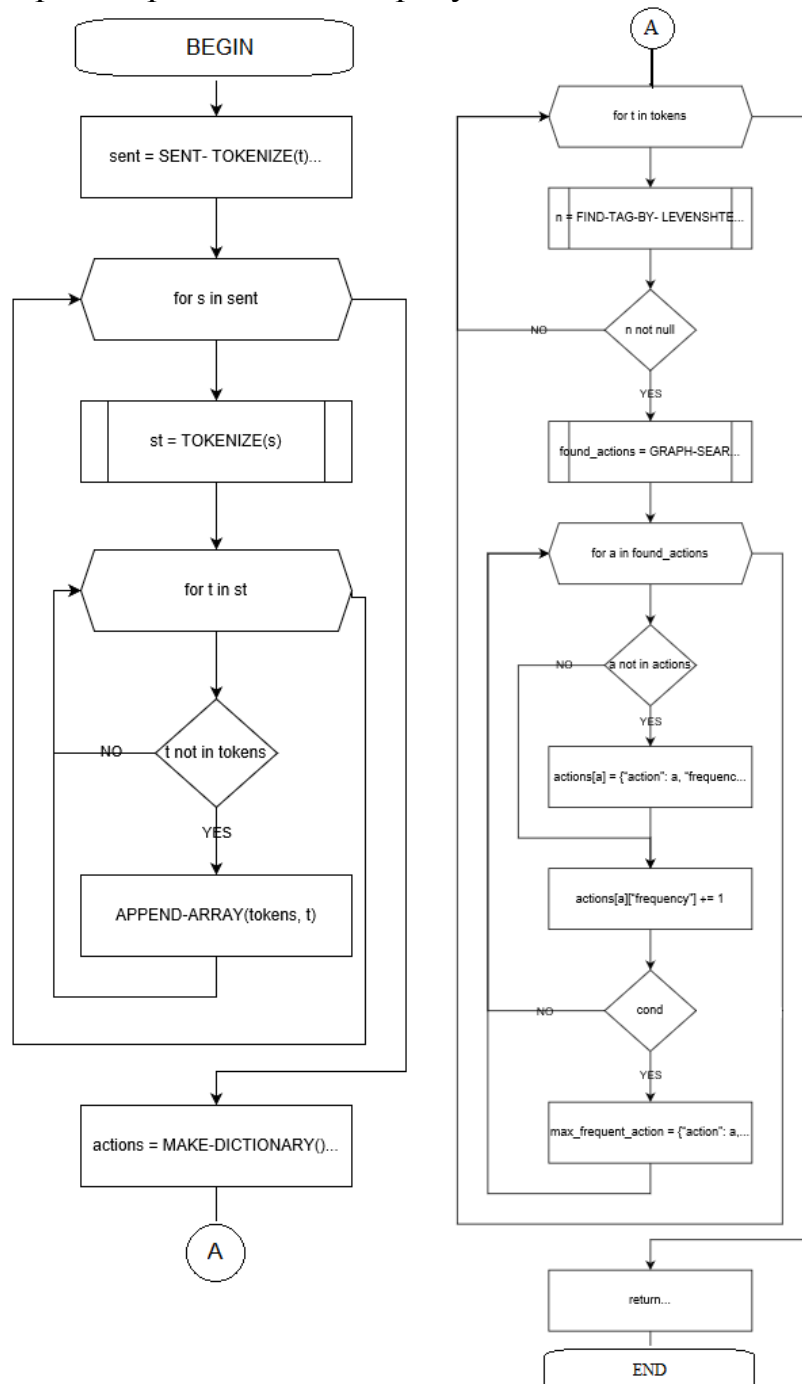 BEGIN
sent = SENT- TOKENIZE(t)...
for s in sent
st = TOKENIZE(s)
for t in st
t not in tokens
NO
YES
APPEND-ARRAY(tokens, t)
actions = MAKE-DICTIONARY()...
A
A
for t in tokens
n = FIND-TAG-BY- LEVENSHTE...
n not null
NO
YES
found_actions = GRAPH-SEAR...
for a in found_actions
a not in actions
NO
YES
actions[a] = {"action": a, "frequenc...
actions[a]["frequency"] += 1
cond
NO
YES
max_frequent_action = {"action": a,...
return...
END